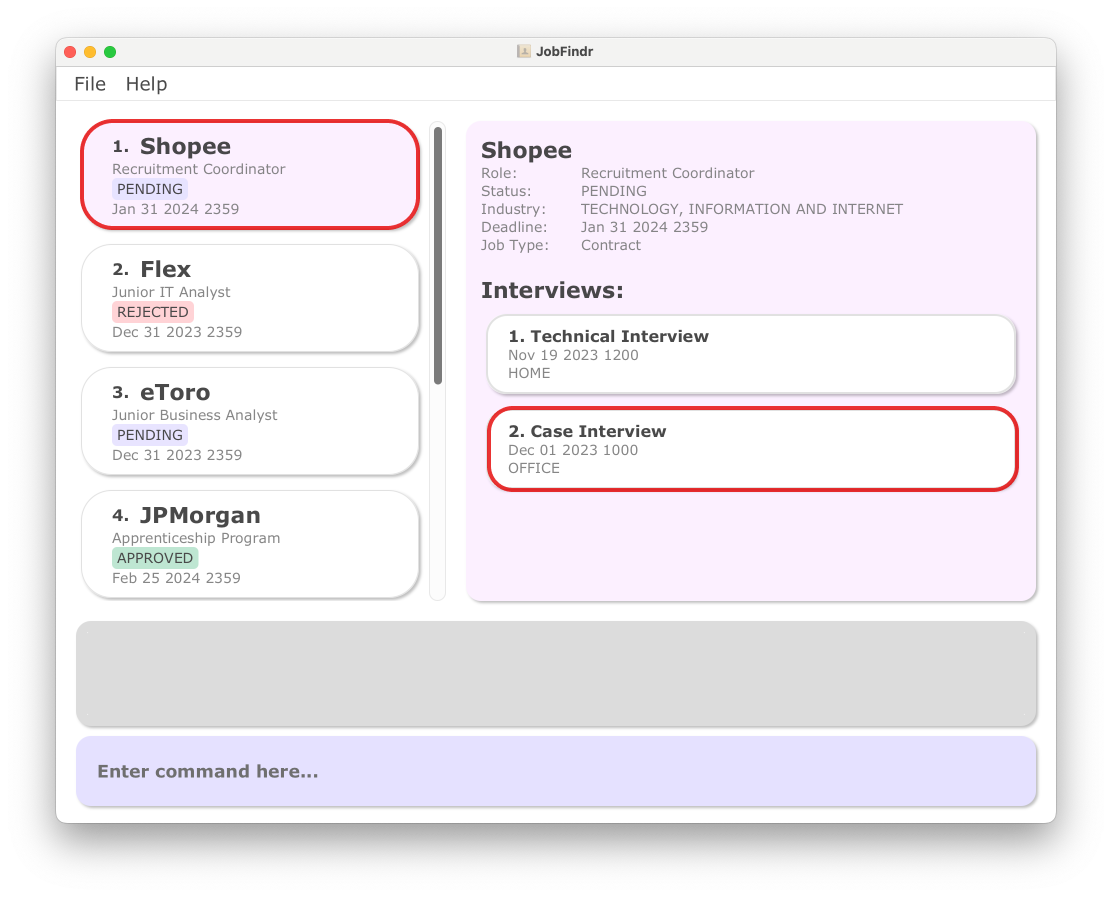 JobFindr
File Help
1. Shopee
Recruitment Coordinator
PENDING
Jan 31 2024 2359
2. Flex
Junior IT Analyst
REJECTED
Dec 31 2023 2359
3. eToro
Junior Business Analyst
PENDING
Dec 31 2023 2359
4. JPMorgan
Apprenticeship Program
APPROVED
Feb 25 2024 2359
Shopee
Role: Recruitment Coordinator
Status: PENDING
Industry: TECHNOLOGY, INFORMATION AND INTERNET
Deadline: Jan 31 2024 2359
Job Type: Contract
Interviews:
1. Technical Interview
Nov 19 2023 1200
HOME
2. Case Interview
Dec 01 2023 1000
OFFICE
Enter command here...